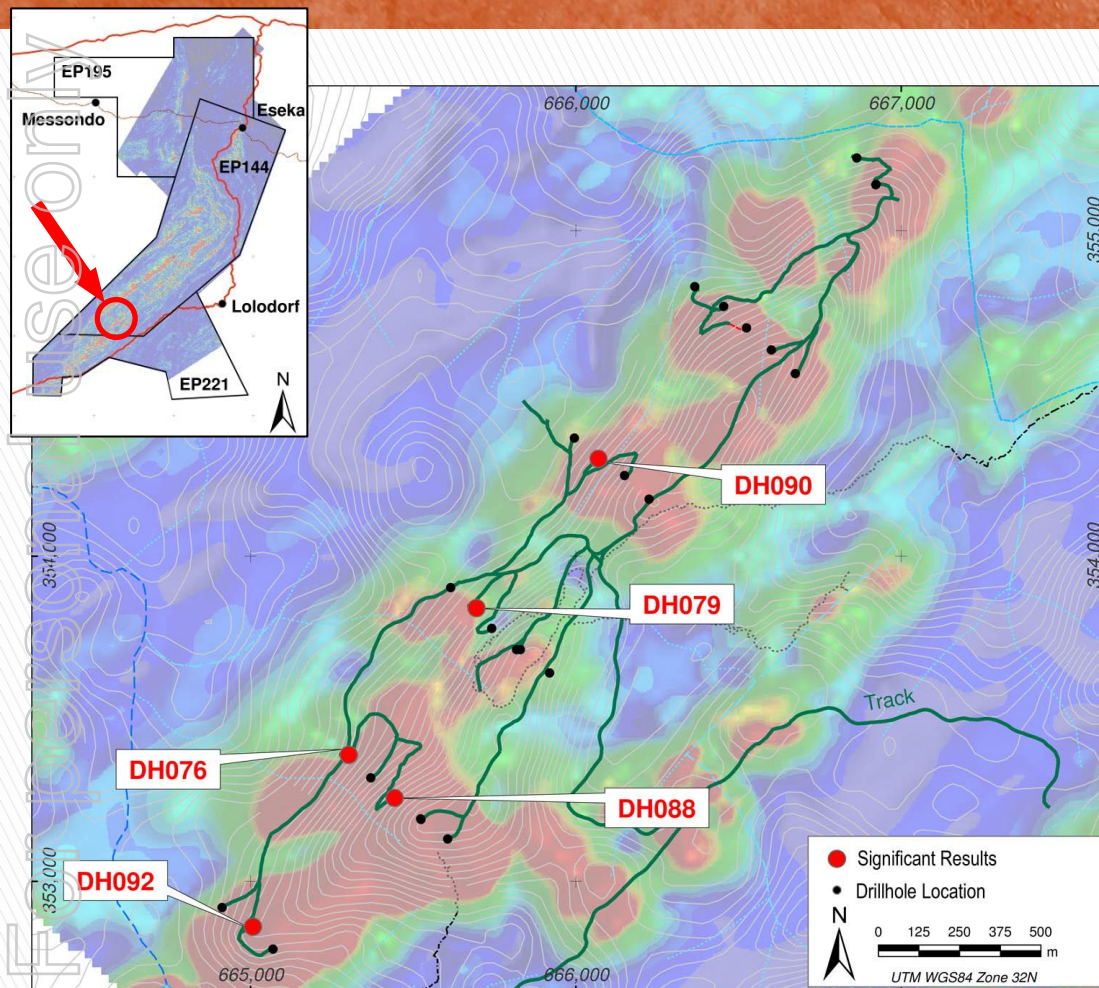 For personal use only
EP195
Messondo
Eseka
EP144
Lolodorf
EP221
N
666,000
667,000
355,000
354,000
354,000
353,000
665,000
666,000
DH090
DH079
DH076
DH088
DH092
Track
Significant Results
Drillhole Location
N
0 125 250 375 500
m
UTM WGS84 Zone 32N